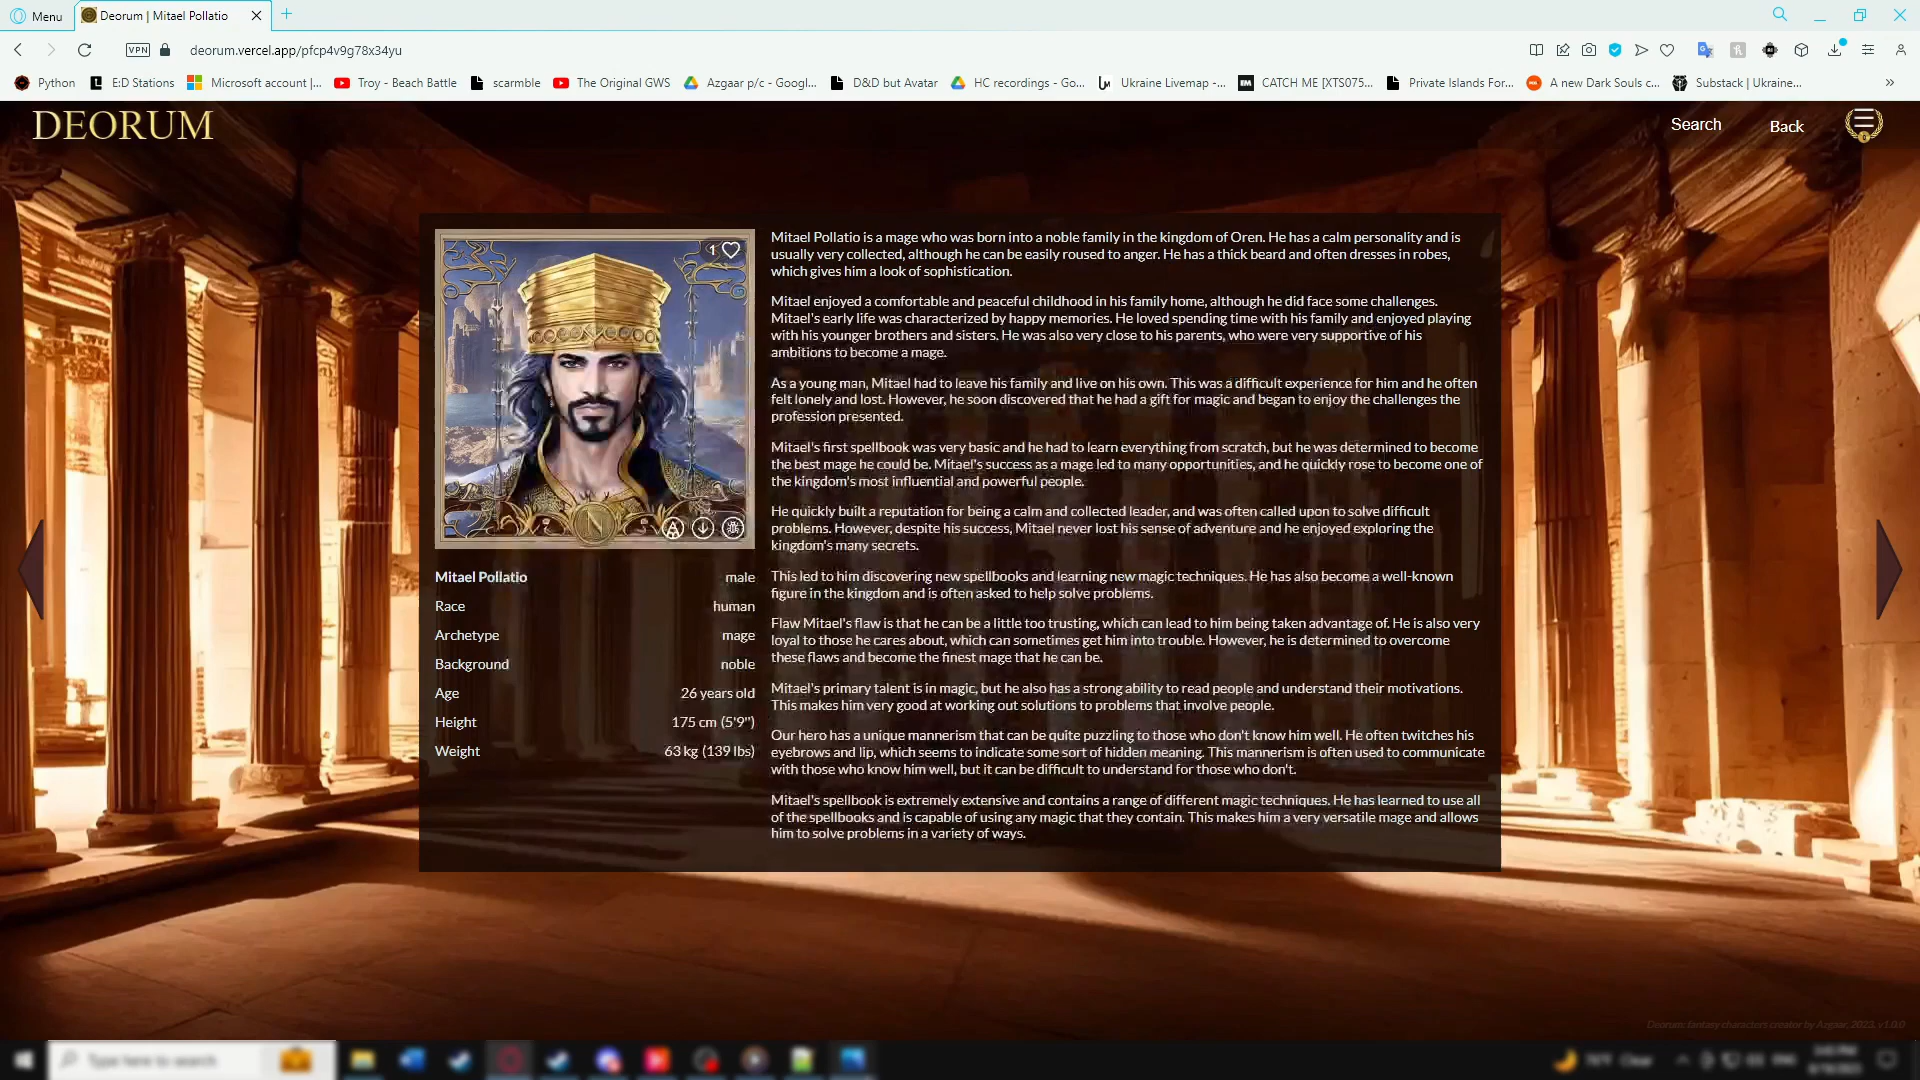 Menu
Deorum | Mitael Pollatio
VPN
deorum.vercel.app/pfcp4v9g78x34yu
Python
E:D Stations
Microsoft account |...
Troy - Beach Battle
scarmble
The Original GWS
Azgaar p/c - Googl...
D&D but Avatar
HC recordings - Go...
Ukraine Livemap -...
CATCH ME [XTS075...
Private Islands For...
A new Dark Souls c...
Substack | Ukraine...
DEORUM
Search
Back
1
Mitael Pollatio is a mage who was born into a noble family in the kingdom of Oren. He has a calm personality and is
usually very collected, although he can be easily roused to anger. He has a thick beard and often dresses in robes,
which gives him a look of sophistication.
Mitael enjoyed a comfortable and peaceful childhood in his family home, although he did face some challenges.
Mitael's early life was characterized by happy memories. He loved spending time with his family and enjoyed playing
with his younger brothers and sisters. He was also very close to his parents, who were very supportive of his
ambitions to become a mage.
As a young man, Mitael had to leave his family and live on his own. This was a difficult experience for him and he often
felt lonely and lost. However, he soon discovered that he had a gift for magic and began to enjoy the challenges the
profession presented.
Mitael's first spellbook was very basic and he had to learn everything from scratch, but he was determined to become
the best mage he could be. Mitael's success as a mage led to many opportunities, and he quickly rose to become one of
the kingdom's most influential and powerful people.
He quickly built a reputation for being a calm and collected leader, and was often called upon to solve difficult
problems. However, despite his success, Mitael never lost his sense of adventure and he enjoyed exploring the
kingdom's many secrets.
This led to him discovering new spellbooks and learning new magic techniques. He has also become a well-known
figure in the kingdom and is often asked to help solve problems.
Flaw Mitael's flaw is that he can be a little too trusting, which can lead to him being taken advantage of. He is also very
loyal to those he cares about, which can sometimes get him into trouble. However, he is determined to overcome
these flaws and become the finest mage that he can be.
Mitael's primary talent is in magic, but he also has a strong ability to read people and understand their motivations.
This makes him very good at working out solutions to problems that involve people.
Our hero has a unique mannerism that can be quite puzzling to those who don't know him well. He often twitches his
eyebrows and lip, which seems to indicate some sort of hidden meaning. This mannerism is often used to communicate
with those who know him well, but it can be difficult to understand for those who don't.
Mitael's spellbook is extremely extensive and contains a range of different magic techniques. He has learned to use all
of the spellbooks and is capable of using any magic that they contain. This makes him a very versatile mage and allows
him to solve problems in a variety of ways.
Mitael Pollatio male
Race human
Archetype mage
Background noble
Age 26 years old
Height 175 cm (5'9")
Weight 63 kg (139 lbs)
Deorum: fantasy characters creator by Azgaar, 2023, v1.0.0
Type here to search
Clear